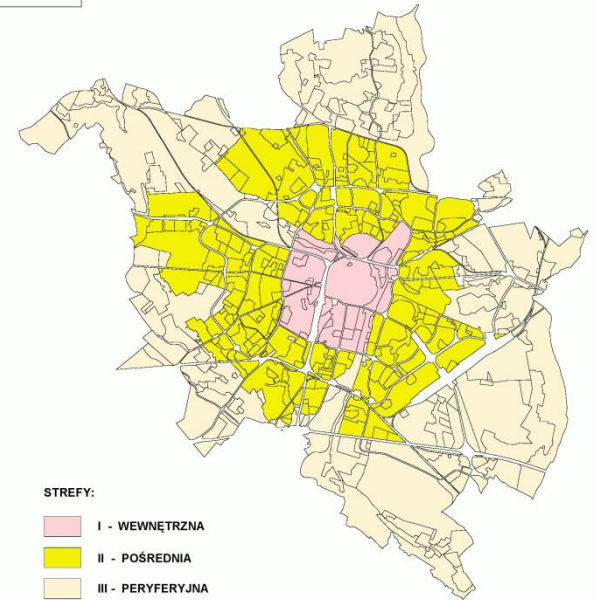 STREFY:
I - WEWNĘTRZNA
II - POŚREDNIA
III - PERYFERYJNA